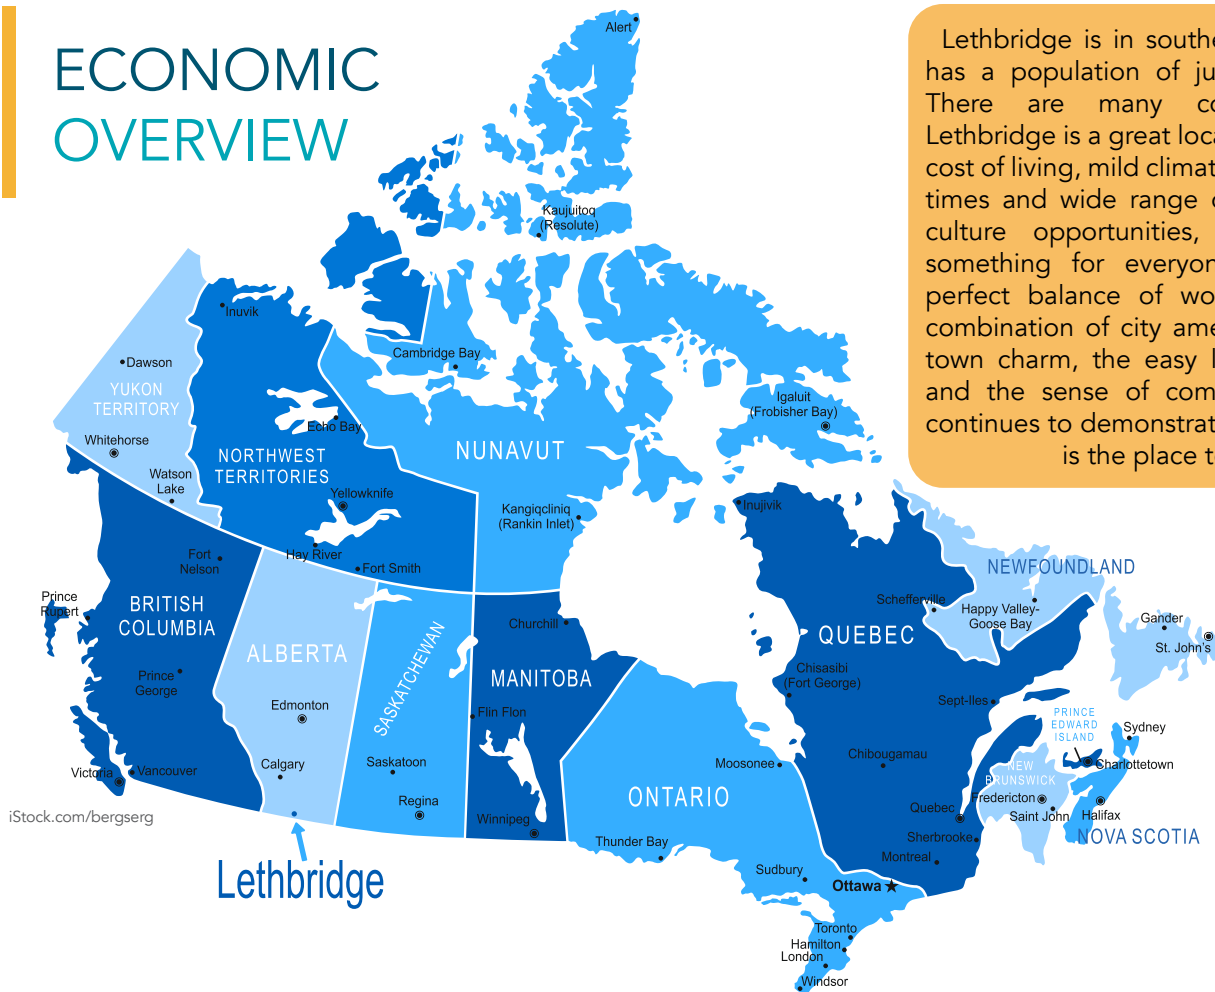 ECONOMIC
OVERVIEW
Lethbridge is in southe
has a population of ju
There are many co
Lethbridge is a great loca
cost of living, mild climat
times and wide range
culture opportunities,
something for everyon
perfect balance of wo
combination of city ame
town charm, the easy l
and the sense of com
continues to demonstrat
is the place t
Alert
Kaujuitoq
(Resolute)
Inuvik
Cambridge Bay
Dawson
YUKON
TERRITORY
Igaluit
(Frobisher Bay)
Echo Bay
Whitehorse
NUNAVUT
NORTHWEST
TERRITORIES
Watson
Lake
Yellowknife
Kangiqcliniq
(Rankin Inlet)
Inujivik
Fort
Nelson
Hay River
Fort Smith
NEWFOUNDLAND
Prince
Rupert
BRITISH
COLUMBIA
Schefferville
Happy Valley-
Goose Bay
Churchill
Gander
St. John's
QUEBEC
ALBERTA
SASKATCHEWAN
MANITOBA
Chisasibi
(Fort George)
Prince
George
Edmonton
Sept-Iles
Flin Flon
PRINCE
EDWARD
ISLAND
Sydney
Chibougamau
Calgary
Saskatoon
Moosonee
Charlottetown
Victoria
Vancouver
NEW
BRUNSWICK
ONTARIO
Regina
Fredericton
Quebec
Saint John
Halifax
iStock.com/bergserg
Winnipeg
Sherbrooke
NOVA SCOTIA
Thunder Bay
Montreal
Lethbridge
Sudbury
Ottawa
Toronto
Hamilton
London
Windsor